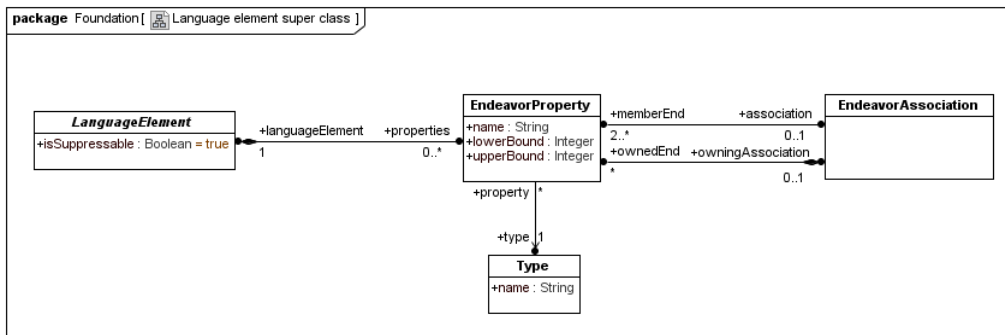 package Foundation[ Language element super class ]
LanguageElement
+isSuppressable : Boolean = true
+languageElement
1
+properties
0..*
EndeavorProperty
+name : String
+lowerBound : Integer
+upperBound : Integer
+memberEnd
2..*
+association
0..1
+ownedEnd
*
+owningAssociation
0..1
EndeavorAssociation
+property
*
+type
1
Type
+name : String